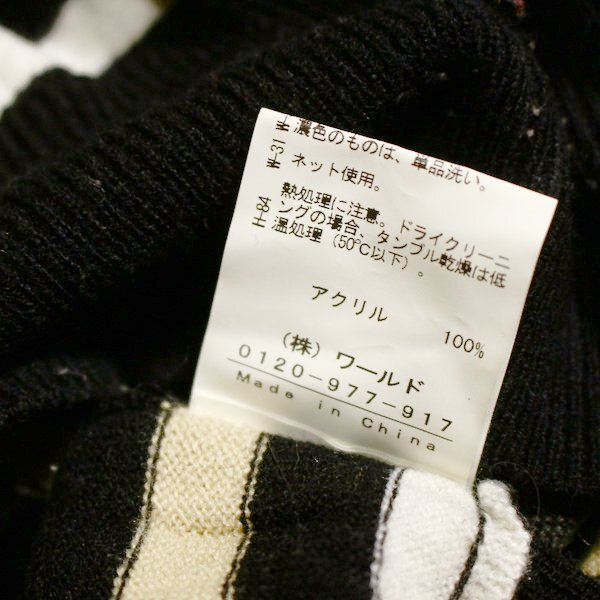 濃色のものは、単品洗い。
ネット使用。
熱処理に注意。ドライクリーニ
ングの場合、タンブル乾燥は低
温処理（50℃以下）。
アクリル 100%
（株）ワールド
0120-977-917
Made in China